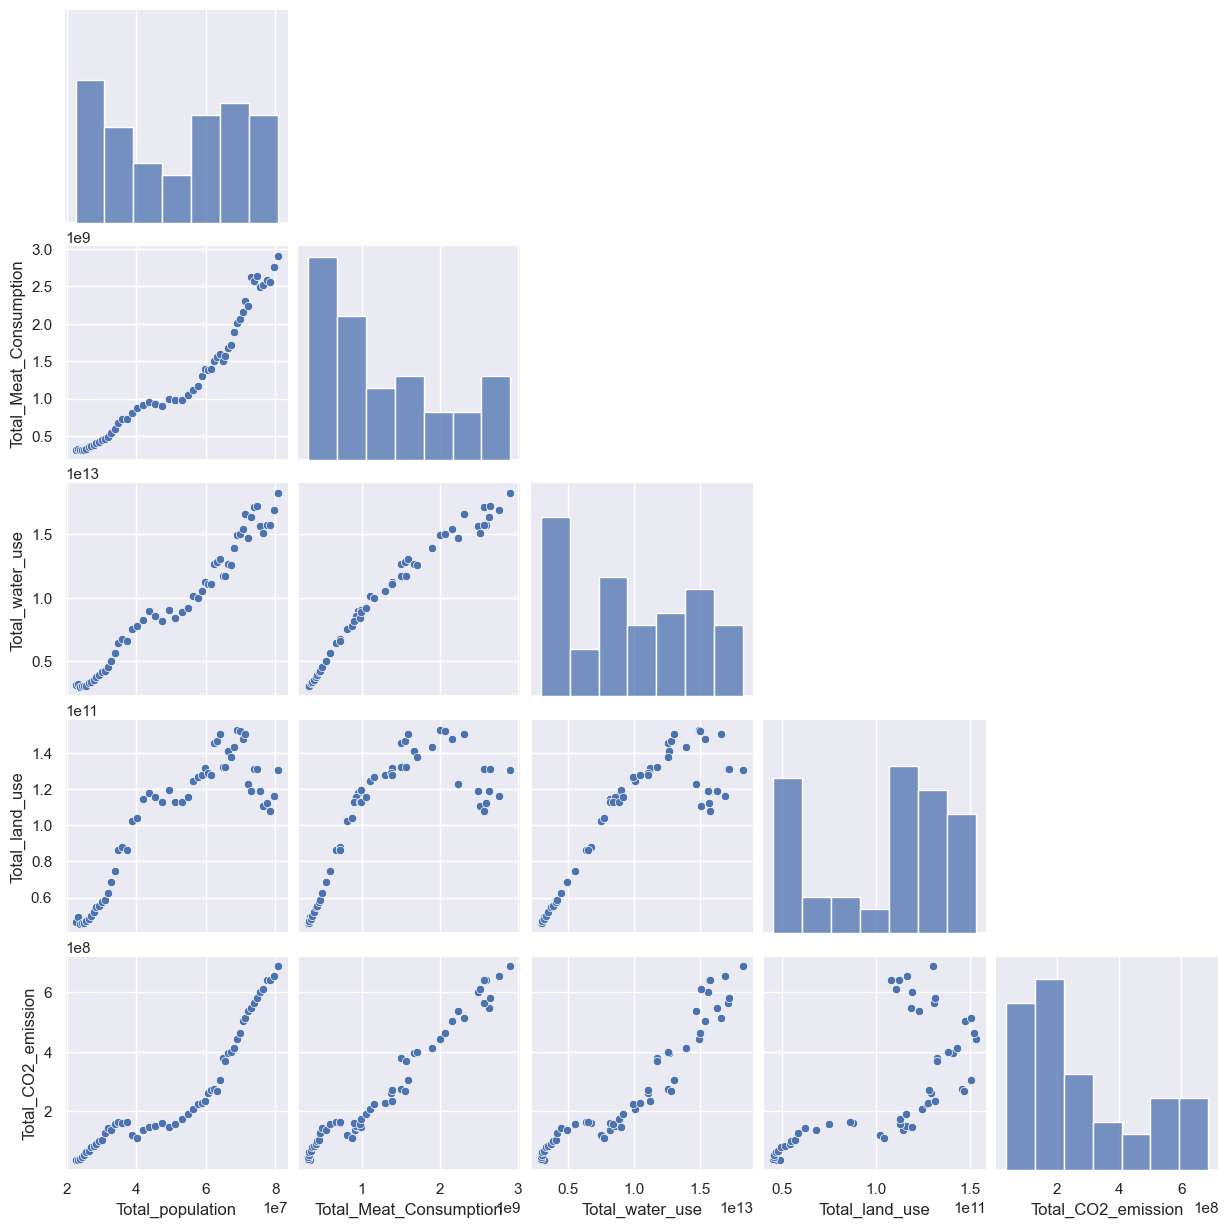 1e9
3.0
2.5
2.0
1.5
1.0
0.5
Total_Meat_Consumption
1e13
1.5
1.0
0.5
Total_water_use
1e11
1.4
1.2
1.0
0.8
0.6
Total_land_use
1e8
6
4
2
Total_CO2_emission
2 4 6 8
1e7
Total_population
1 2 3
1e9
Total_Meat_Consumption
0.5 1.0 1.5
1e13
Total_water_use
0.5 1.0 1.5
1e11
Total_land_use
2 4 6
1e8
Total_CO2_emission